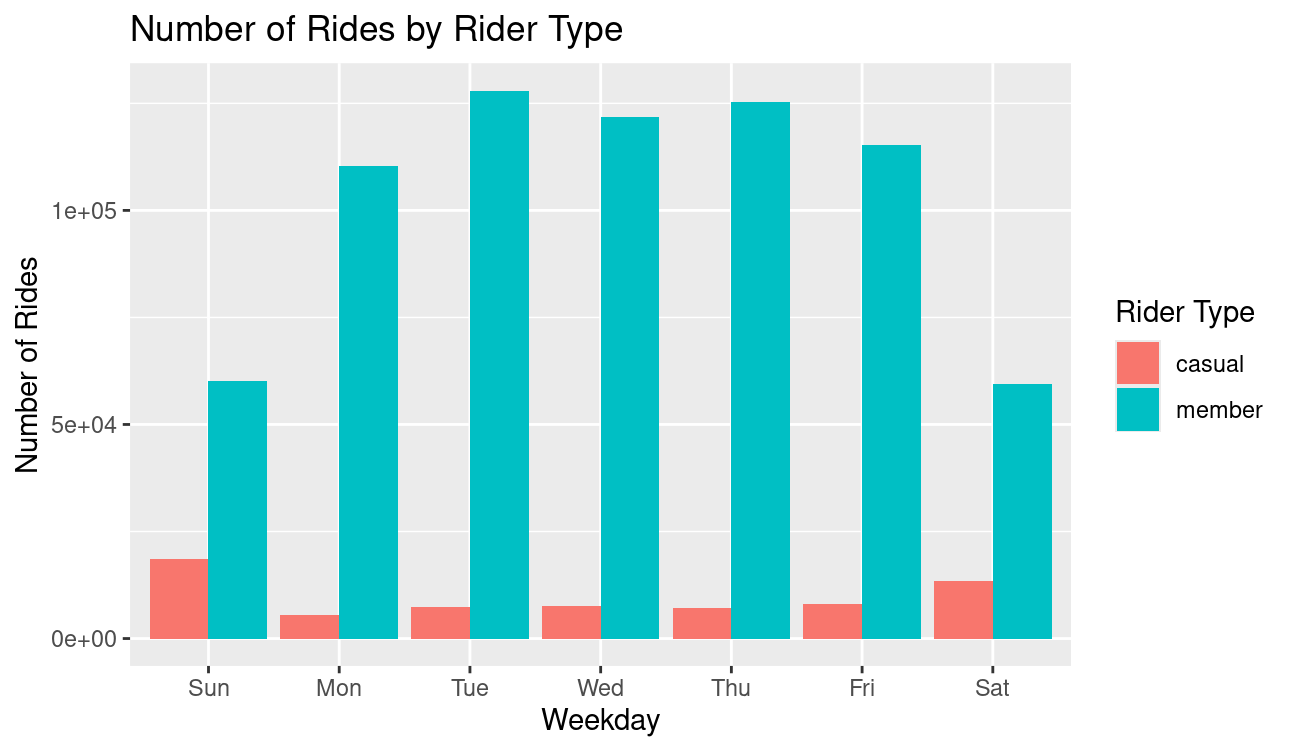 Number of Rides by Rider Type
Number of Rides
1e+05
5e+04
0e+00
Sun Mon Tue Wed Thu Fri Sat
Weekday
Rider Type
casual
member